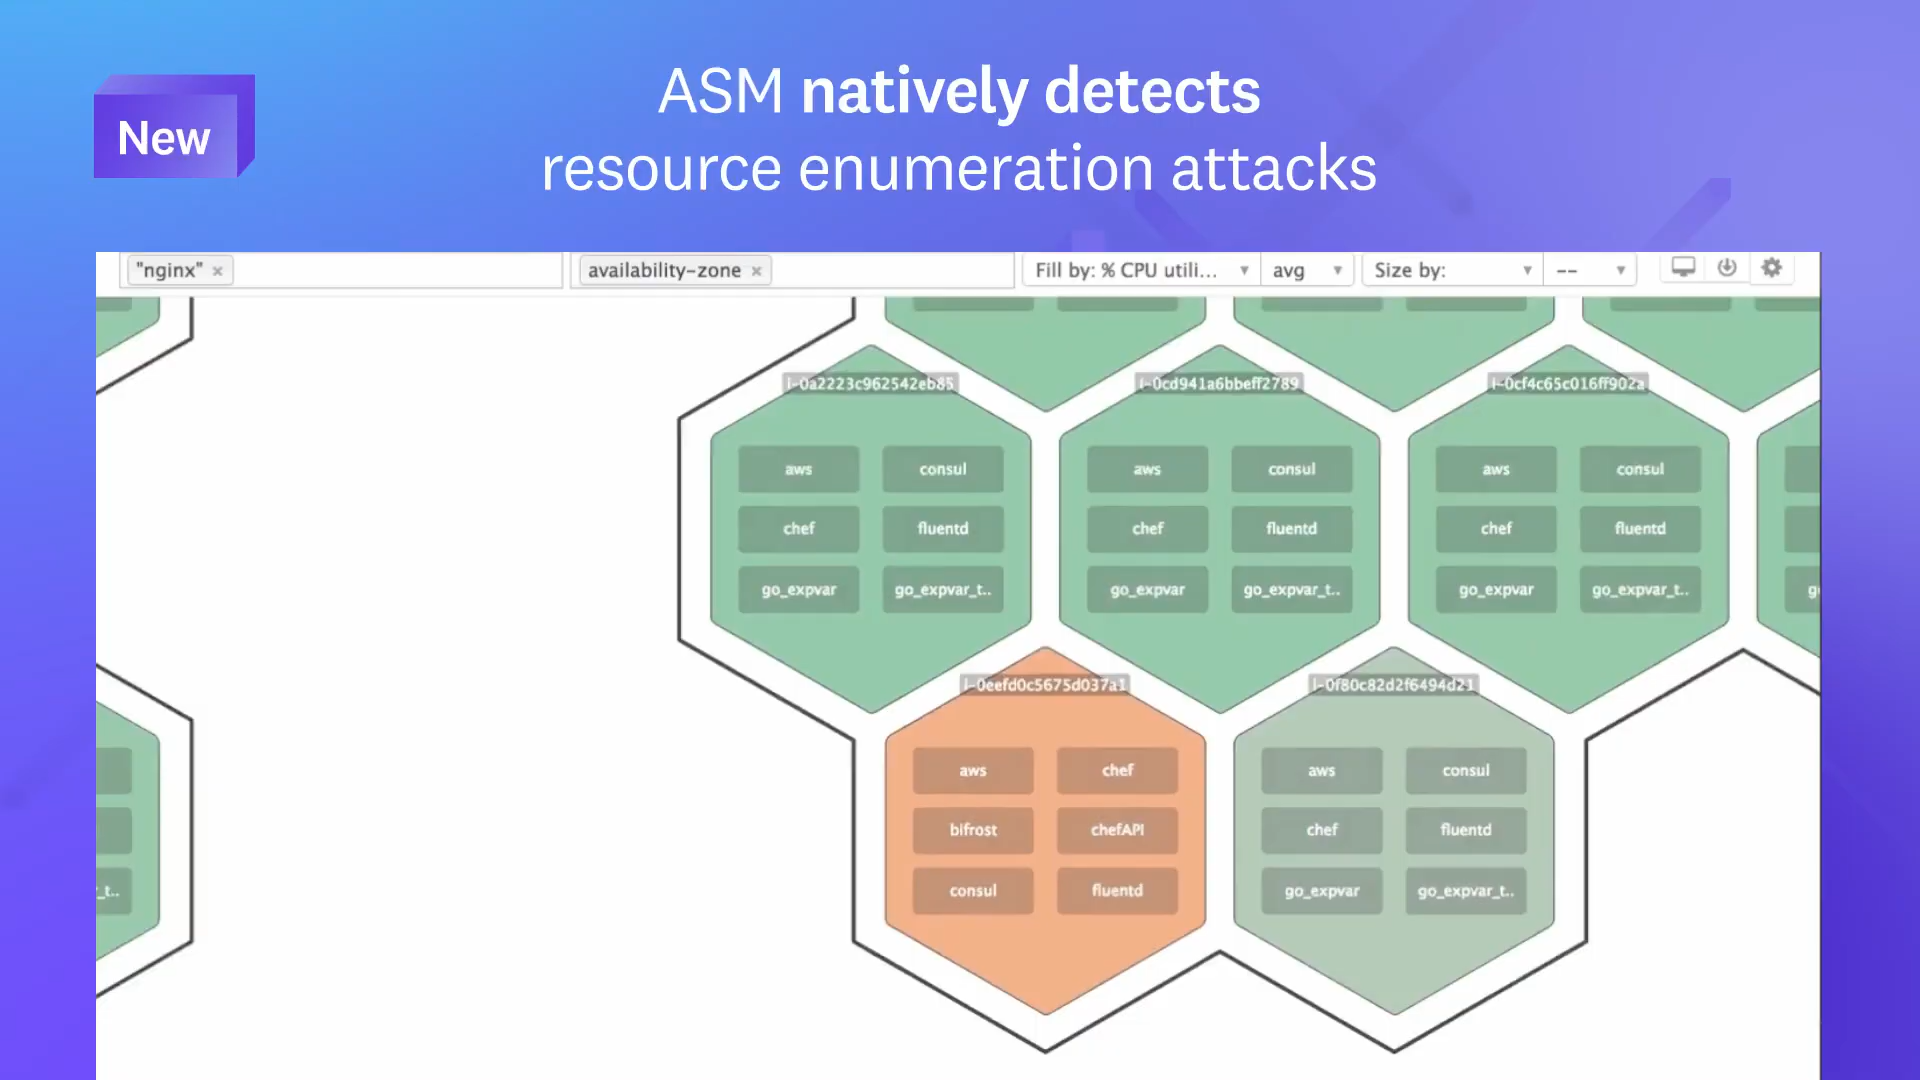 New
ASM natively detects
resource enumeration attacks
"nginx" ×
availability-zone ×
Fill by: % CPU utili...
avg
Size by:
--
i-0a2223c962542eb85
i-0cd941a6bbeff2789
i-0cf4c65c016ff902a
aws consul
aws consul
aws consul
chef fluentd
chef fluentd
chef fluentd
go_expvar go_expvar_t..
go_expvar go_expvar_t..
go_expvar go_expvar_t..
g
i-0eefd0c5675d037a1
i-0f80c82d2f6494d21
aws chef
aws consul
bifrost chefAPI
chef fluentd
_t..
consul fluentd
go_expvar go_expvar_t..